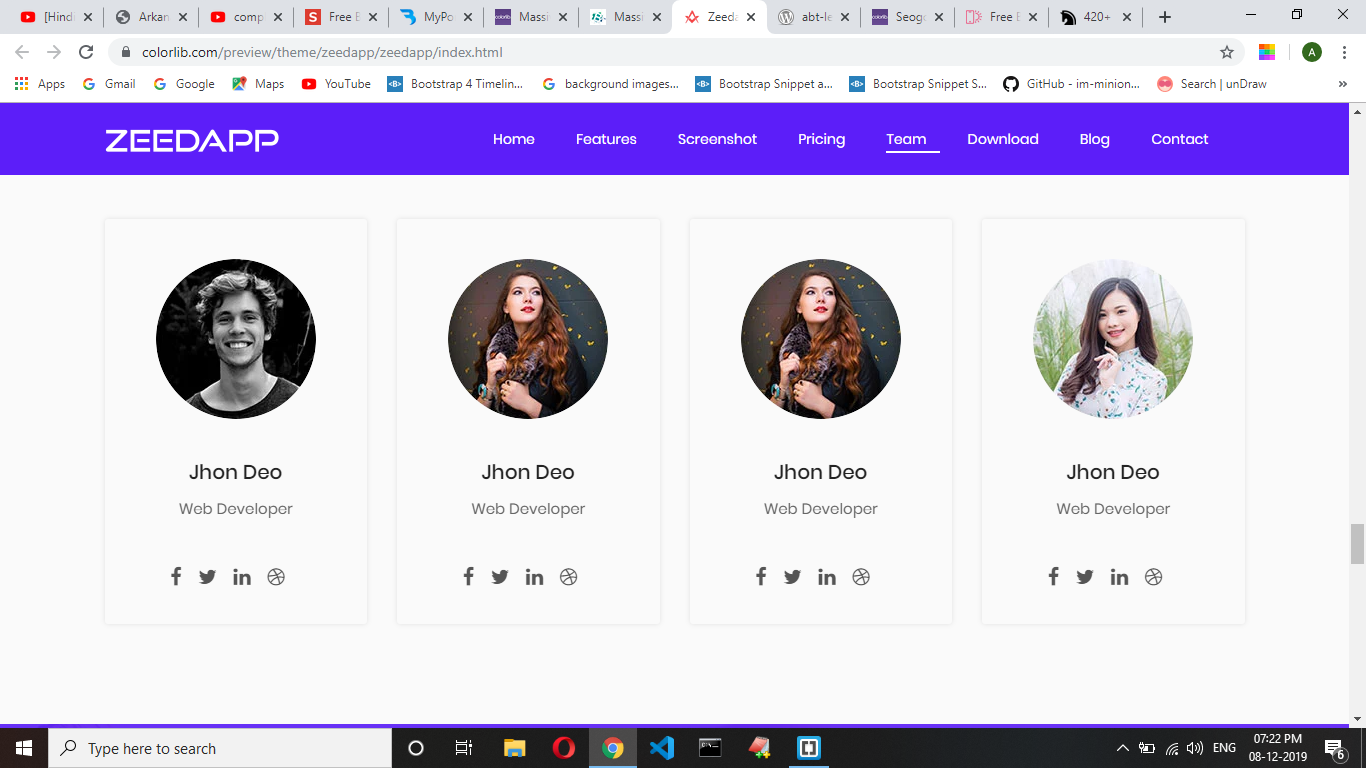 [Hindi
Arkan
comp
Free E
MyPo
Massi
Massi
Zeeda
abt-le
Seogo
Free E
420+
colorlib.com/preview/theme/zeedapp/zeedapp/index.html
A
Apps
Gmail
Google
Maps
YouTube
Bootstrap 4 Timelin...
background images...
Bootstrap Snippet a...
Bootstrap Snippet S...
GitHub - im-minion...
Search | unDraw
»
ZEEDAPP
Home
Features
Screenshot
Pricing
Team
Download
Blog
Contact
Jhon Deo
Jhon Deo
Jhon Deo
Jhon Deo
Web Developer
Web Developer
Web Developer
Web Developer
Type here to search
ENG
07:22 PM
08-12-2019
6